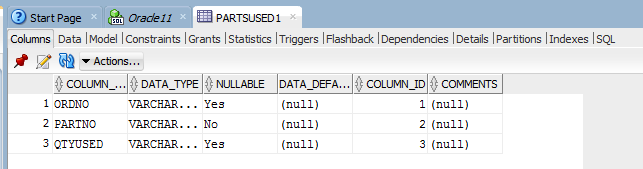 Start Page Oracle11 PARTSUSED1
Columns Data Model Constraints Grants Statistics Triggers Flashback Dependencies Details Partitions Indexes SQL
Actions...
COLUMN_... DATA_TYPE NULLABLE DATA_DEFA... COLUMN_ID COMMENTS
1 ORDNO VARCHAR... Yes (null) 1 (null)
2 PARTNO VARCHAR... No (null) 2 (null)
3 QTYUSED VARCHAR... Yes (null) 3 (null)